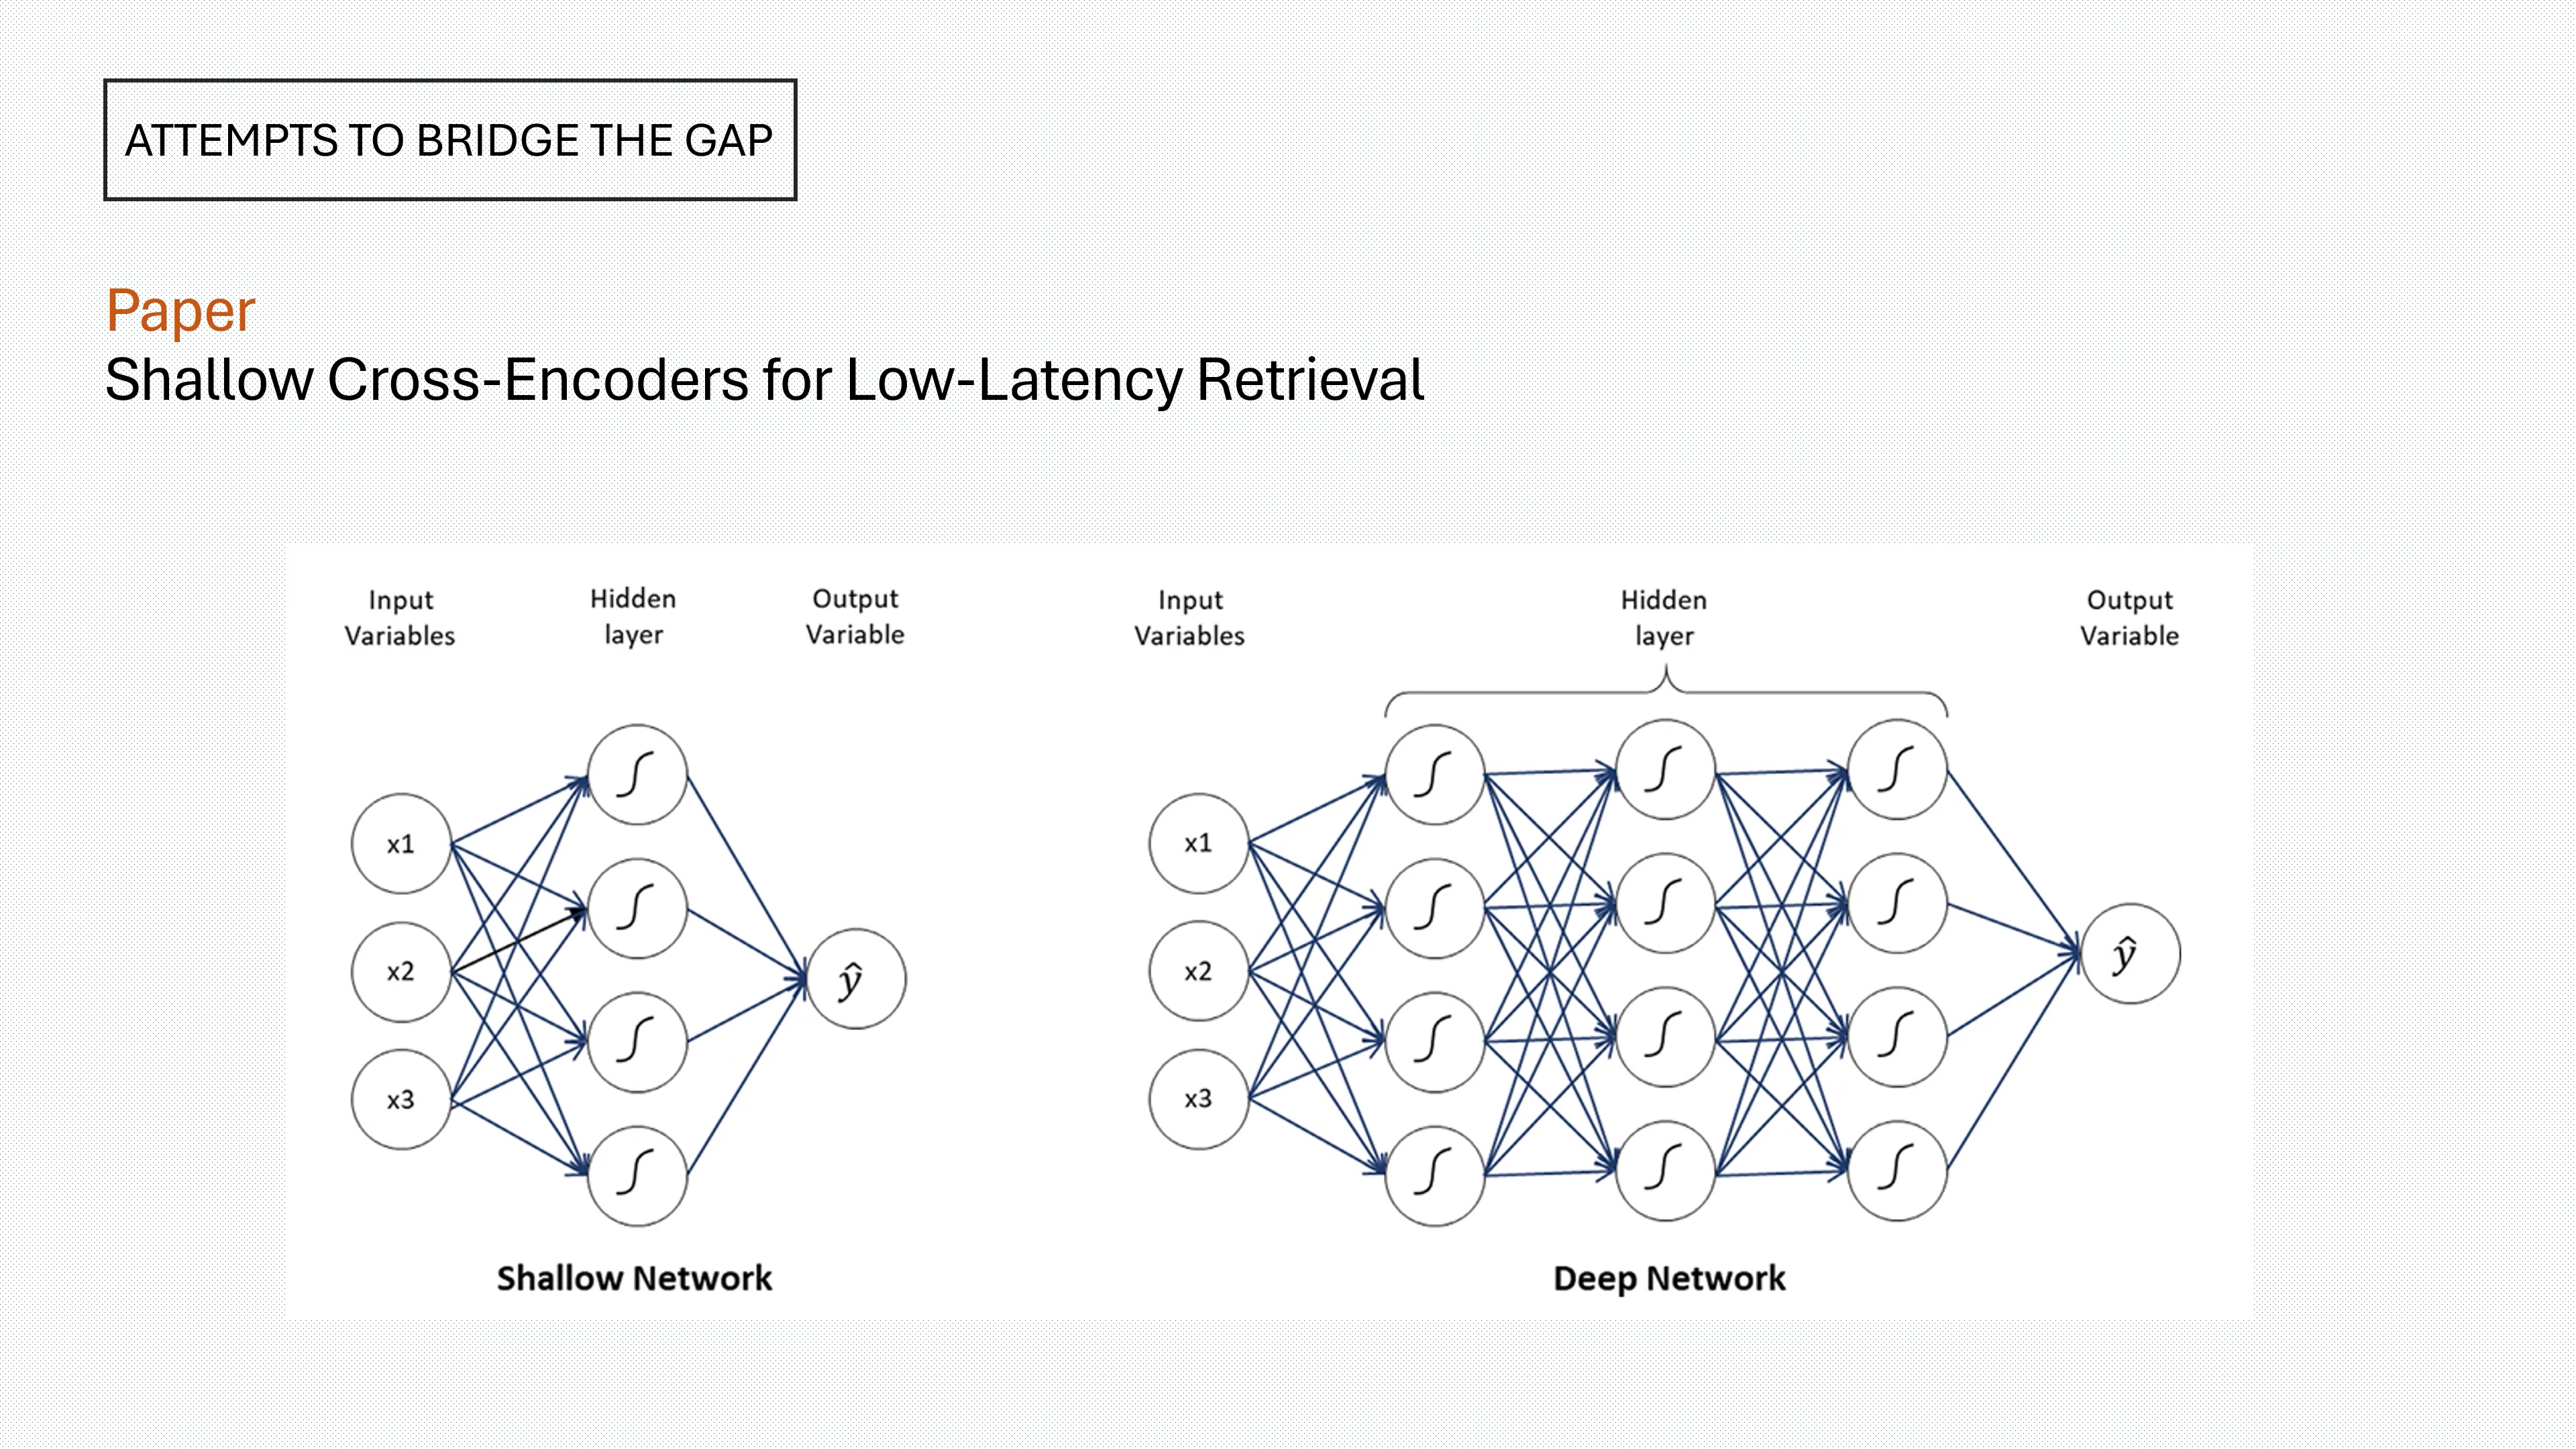 ATTEMPTS TO BRIDGE THE GAP
Paper
Shallow Cross-Encoders for Low-Latency Retrieval
Input
Variables
Hidden
layer
Output
Variable
x1
x2
x3
ŷ
Shallow Network
Input
Variables
Hidden
layer
Output
Variable
x1
x2
x3
ŷ
Deep Network